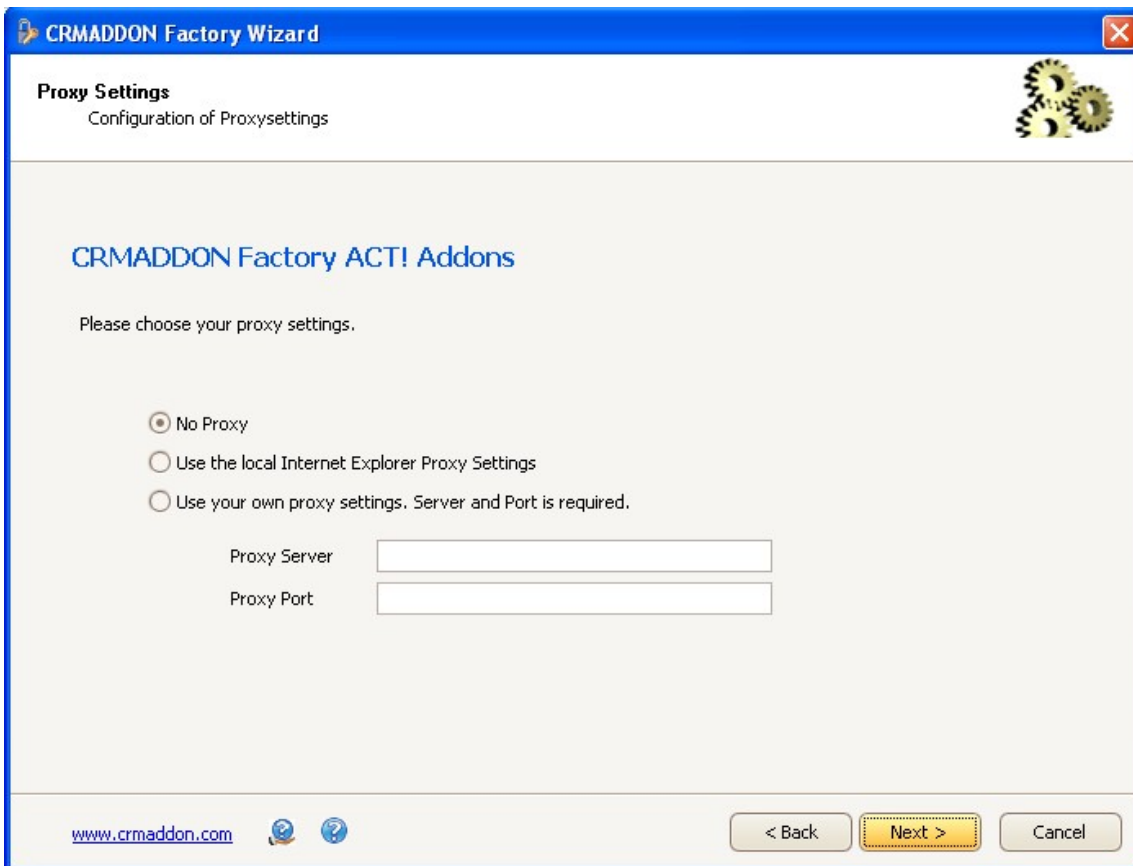 CRMADDON Factory Wizard
Proxy Settings
Configuration of Proxysettings
CRMADDON Factory ACT! Addons
Please choose your proxy settings.
No Proxy
Use the local Internet Explorer Proxy Settings
Use your own proxy settings. Server and Port is required.
Proxy Server
Proxy Port
www.crmaddon.com < Back Next > Cancel